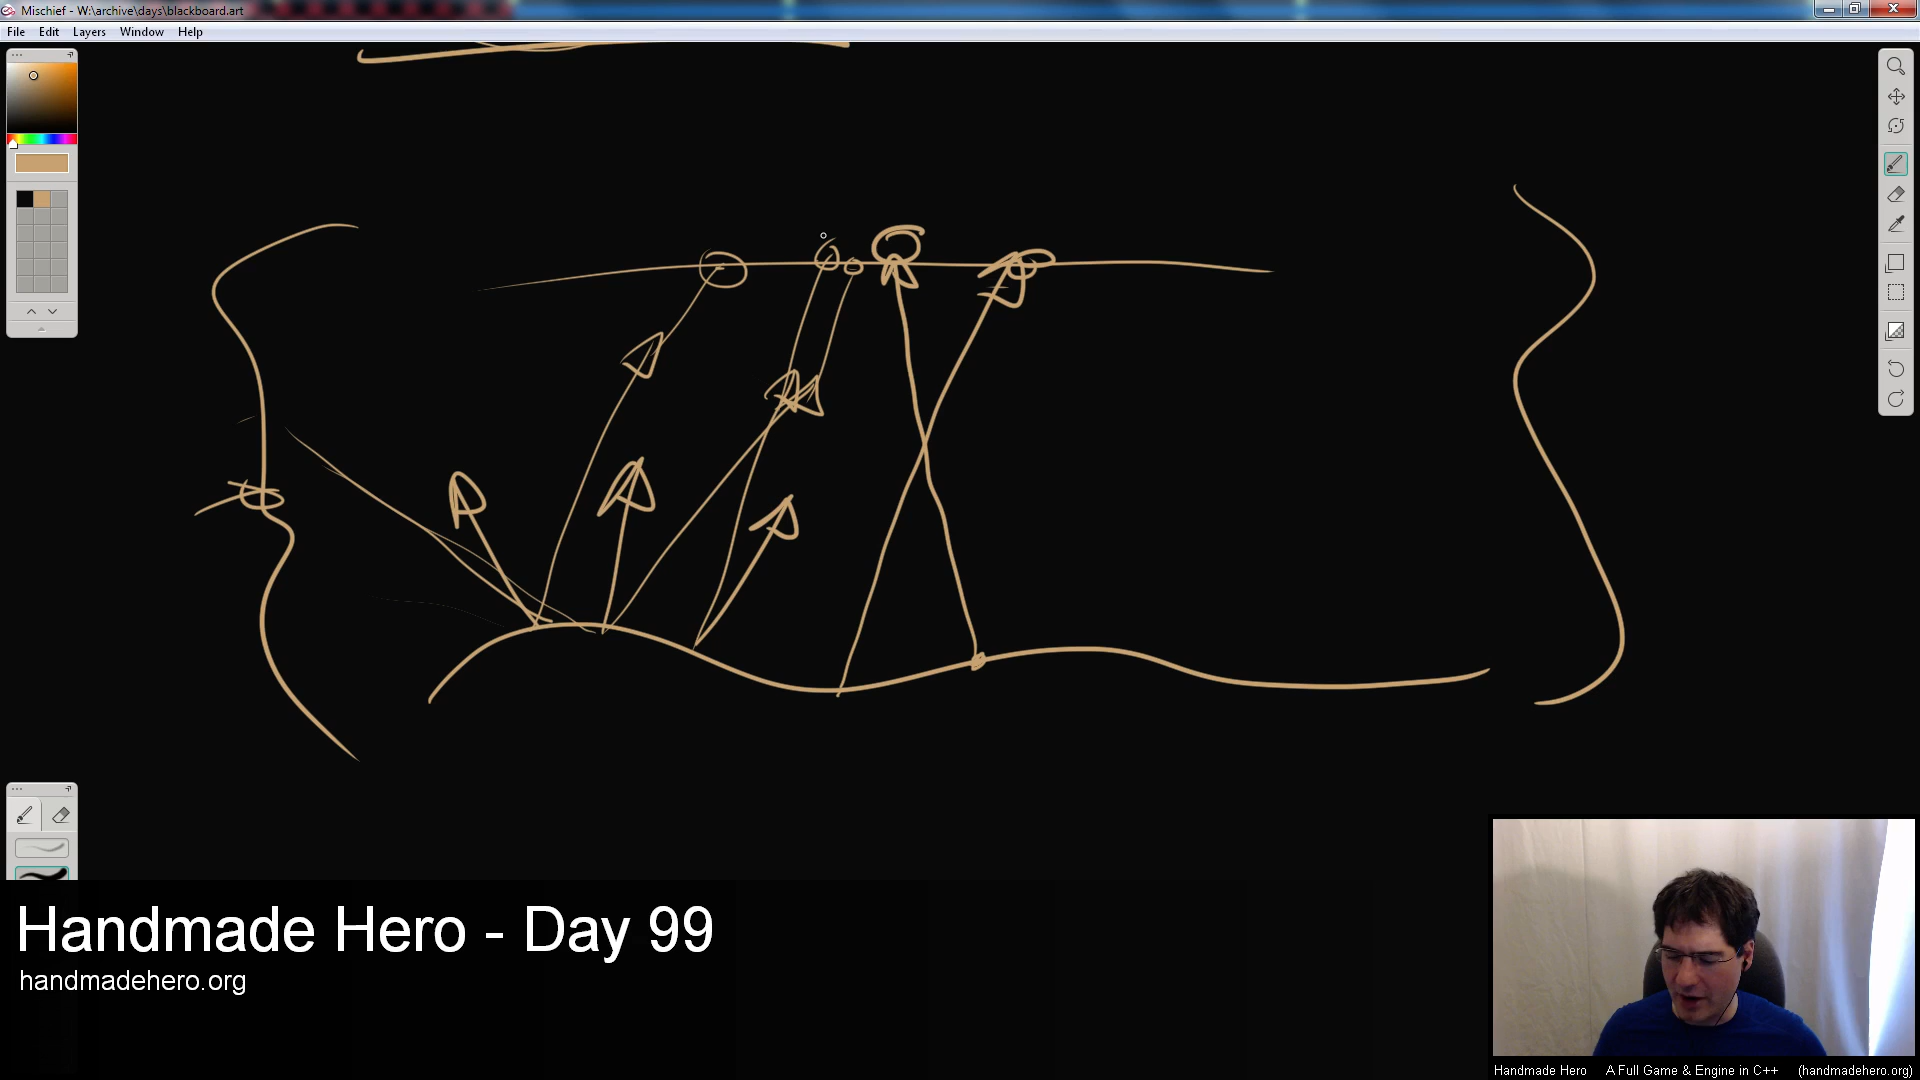 Mischief - W:\archive\days\blackboard.art
File Edit Layers Window Help
Handmade Hero - Day 99
handmadehero.org
Handmade Hero A Full Game & Engine in C++ (handmadehero.org)